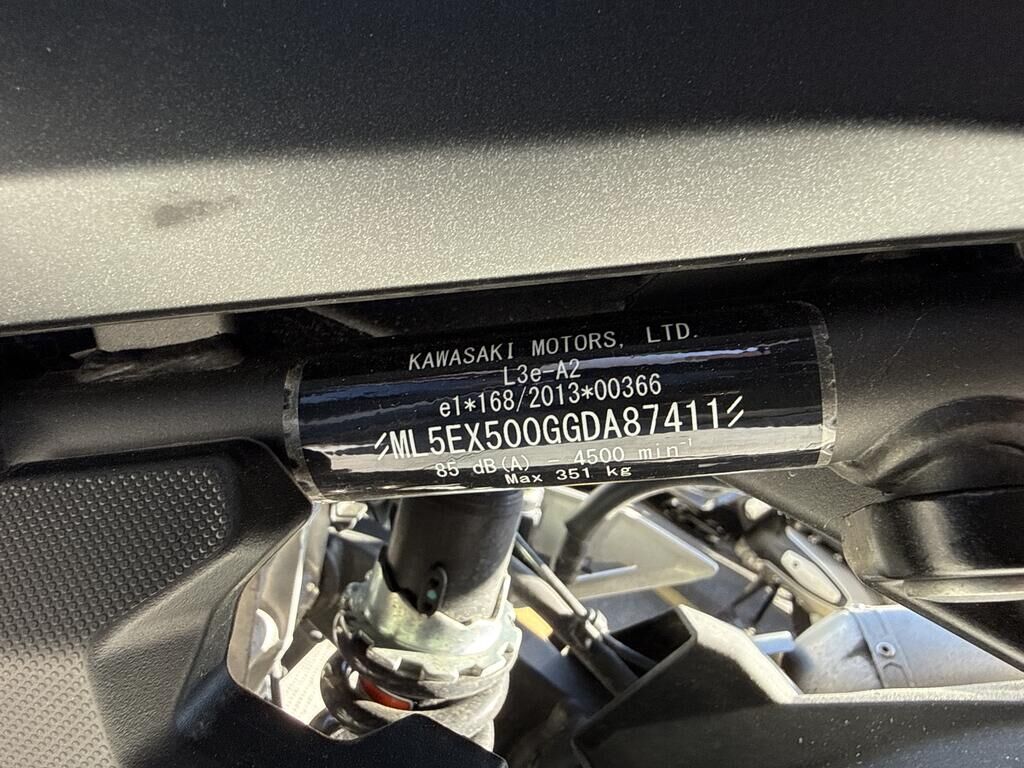 KAWASAKI MOTORS, LTD.
L3e-A2
e1*168/2013*00366
ML5EX500GGDA87411
85 dB(A) - 4500 min⁻¹
Max 351 kg